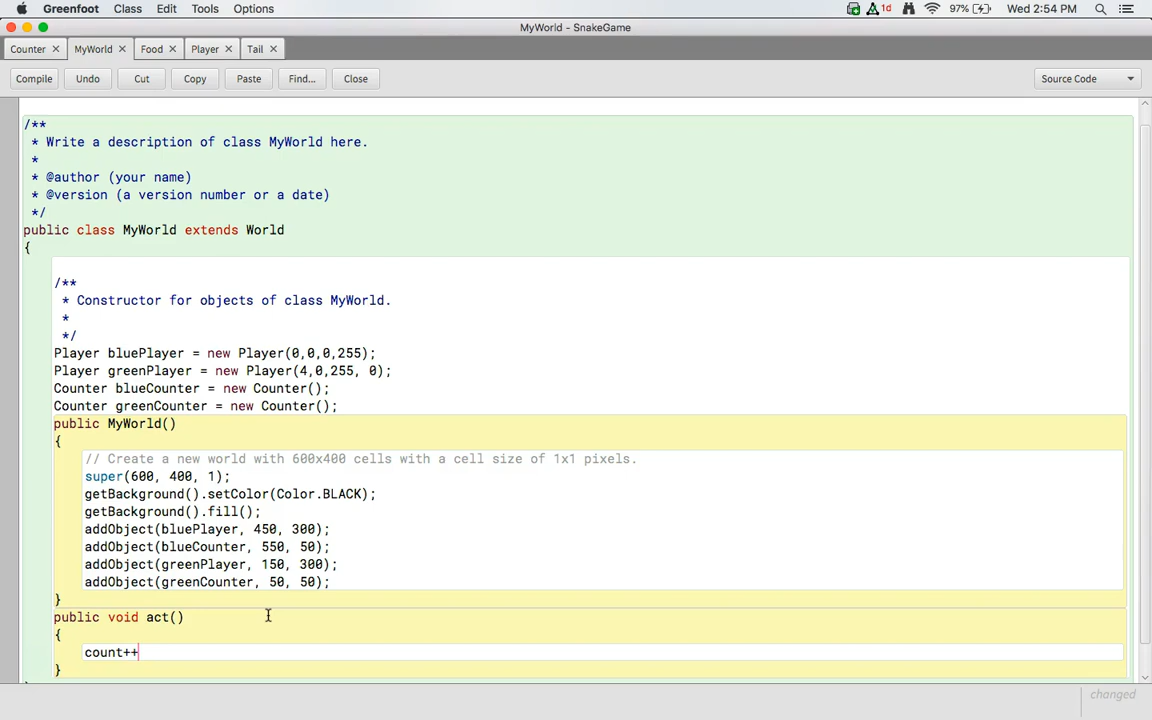 Greenfoot Class Edit Tools Options 1d 97% Wed 2:54 PM
MyWorld - SnakeGame
Counter MyWorld Food Player Tail
Compile Undo Cut Copy Paste Find... Close Source Code
/**
* Write a description of class MyWorld here.
*
* @author (your name)
* @version (a version number or a date)
*/
public class MyWorld extends World
{
/**
* Constructor for objects of class MyWorld.
*
*/
Player bluePlayer = new Player(0,0,0,255);
Player greenPlayer = new Player(4,0,255, 0);
Counter blueCounter = new Counter();
Counter greenCounter = new Counter();
public MyWorld()
{
// Create a new world with 600x400 cells with a cell size of 1x1 pixels.
super(600, 400, 1);
getBackground().setColor(Color.BLACK);
getBackground().fill();
addObject(bluePlayer, 450, 300);
addObject(blueCounter, 550, 50);
addObject(greenPlayer, 150, 300);
addObject(greenCounter, 50, 50);
}
public void act()
{
count++
}
changed